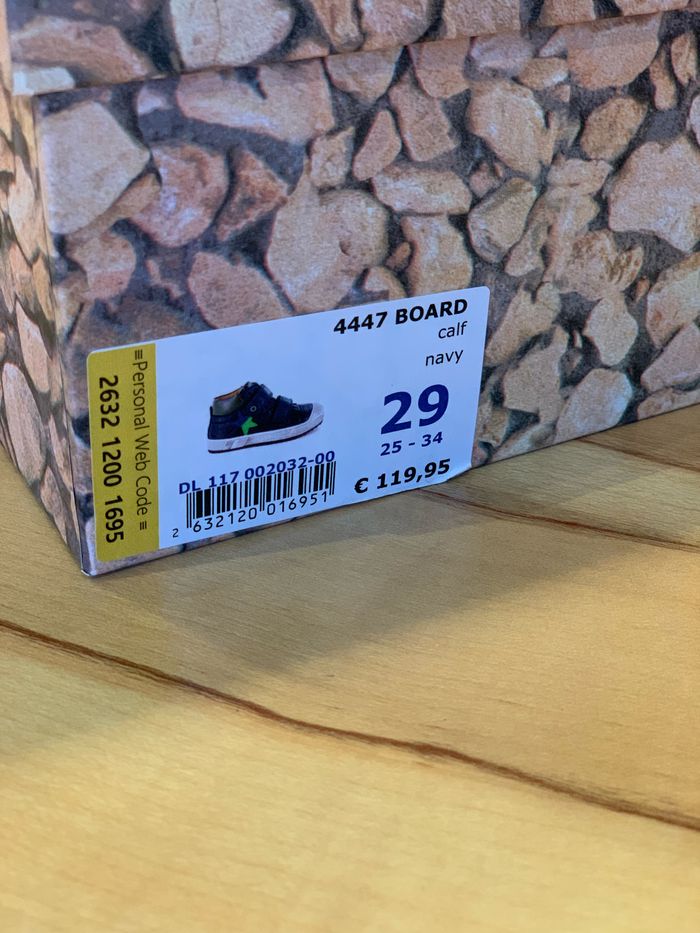 ≡Personal Web Code≡
2632 1200 1695
4447 BOARD
calf
navy
29
25 - 34
€ 119,95
DL 117 002032-00
2 632120 016951